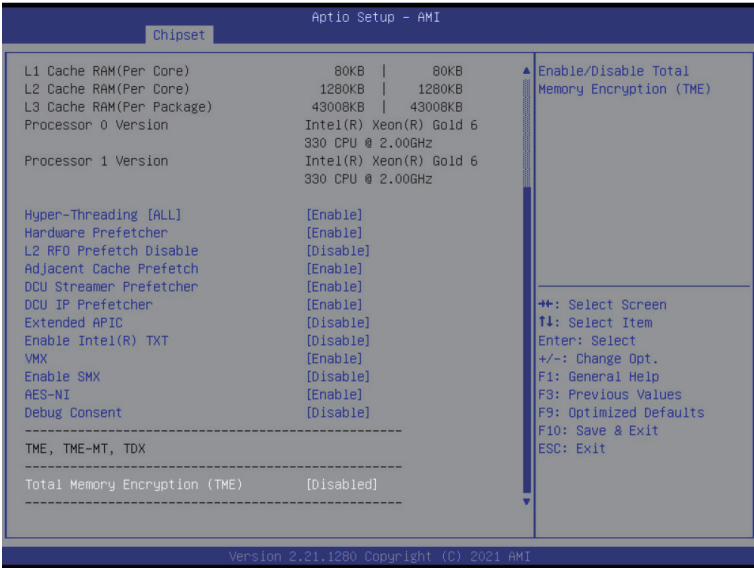 Aptio Setup - AMI
Chipset
L1 Cache RAM(Per Core) 80KB | 80KB
L2 Cache RAM(Per Core) 1280KB | 1280KB
L3 Cache RAM(Per Package) 43008KB | 43008KB
Processor 0 Version Intel(R) Xeon(R) Gold 6
330 CPU @ 2.00GHz
Processor 1 Version Intel(R) Xeon(R) Gold 6
330 CPU @ 2.00GHz
Hyper-Threading [ALL] [Enable]
Hardware Prefetcher [Enable]
L2 RFO Prefetch Disable [Disable]
Adjacent Cache Prefetch [Enable]
DCU Streamer Prefetcher [Enable]
DCU IP Prefetcher [Enable]
Extended APIC [Disable]
Enable Intel(R) TXT [Disable]
VMX [Enable]
Enable SMX [Disable]
AES-NI [Enable]
Debug Consent [Disable]
--------------------------------------------------
TME, TME-MT, TDX
--------------------------------------------------
Total Memory Encryption (TME) [Disabled]
--------------------------------------------------
Enable/Disable Total
Memory Encryption (TME)
→←: Select Screen
↑↓: Select Item
Enter: Select
+/-: Change Opt.
F1: General Help
F3: Previous Values
F9: Optimized Defaults
F10: Save & Exit
ESC: Exit
Version 2.21.1280 Copyright (C) 2021 AMI